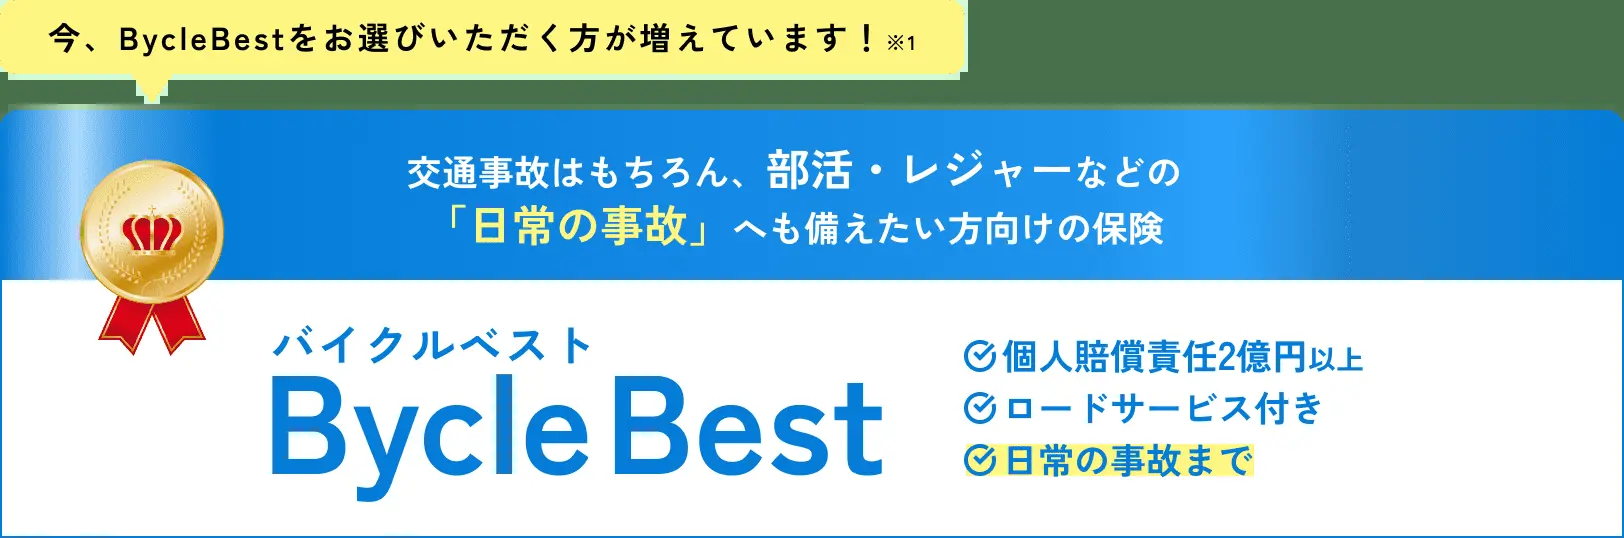 今、BycleBestをお選びいただく方が増えています！※1
交通事故はもちろん、部活・レジャーなどの
「日常の事故」へも備えたい方向けの保険
バイクルベスト
Bycle Best
個人賠償責任2億円以上
ロードサービス付き
日常の事故まで